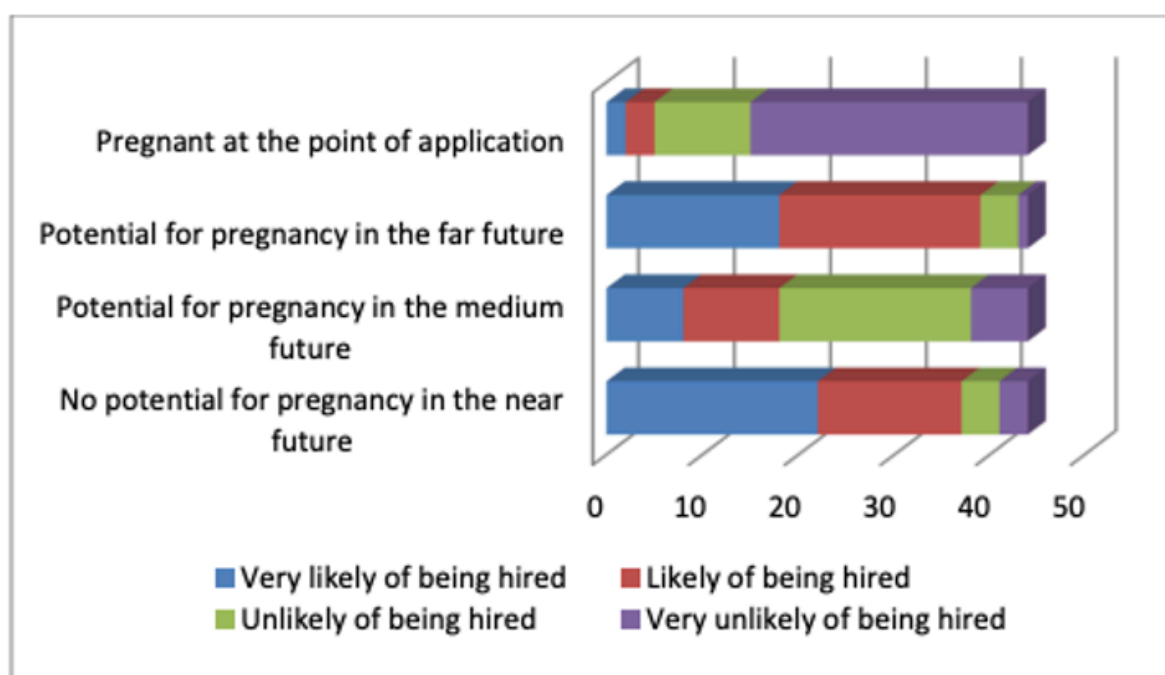 Pregnant at the point of application
Potential for pregnancy in the far future
Potential for pregnancy in the medium
future
No potential for pregnancy in the near
future
0 10 20 30 40 50
Very likely of being hired Likely of being hired
Unlikely of being hired Very unlikely of being hired